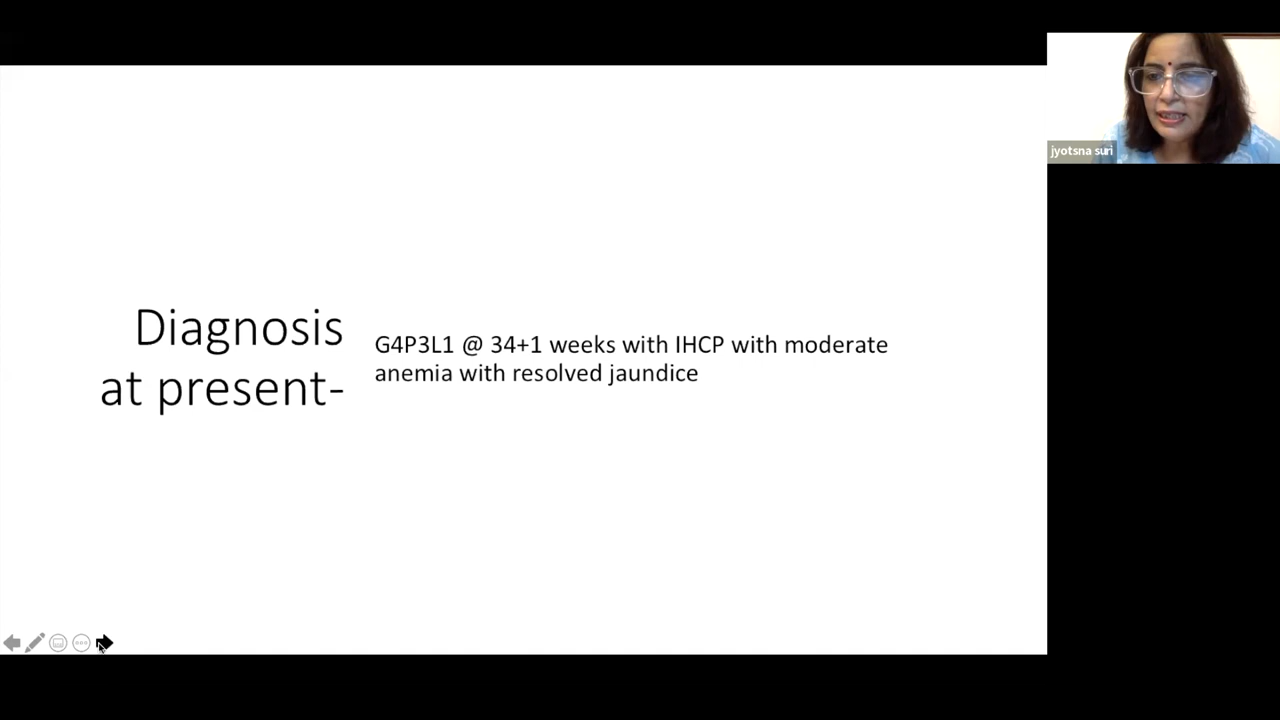 Diagnosis
at present-
G4P3L1 @ 34+1 weeks with IHCP with moderate
anemia with resolved jaundice
jyotsna suri